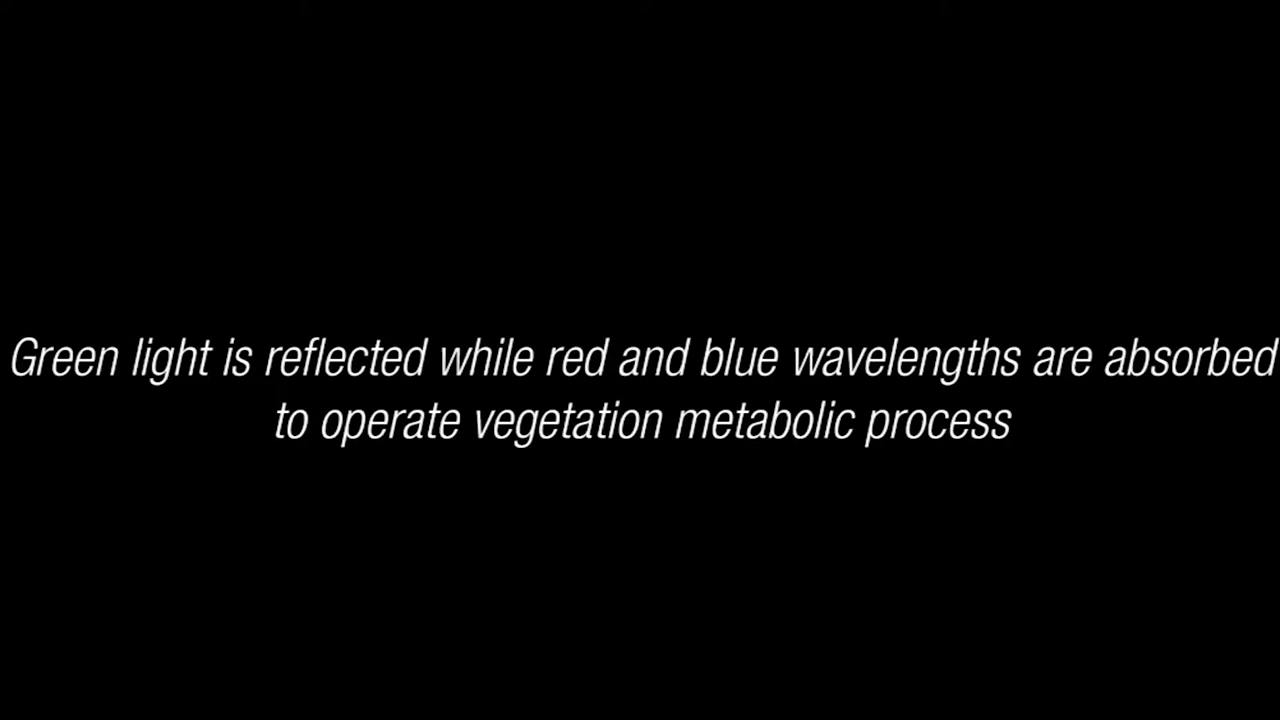 Green light is reflected while red and blue wavelengths are absorbed
to operate vegetation metabolic process